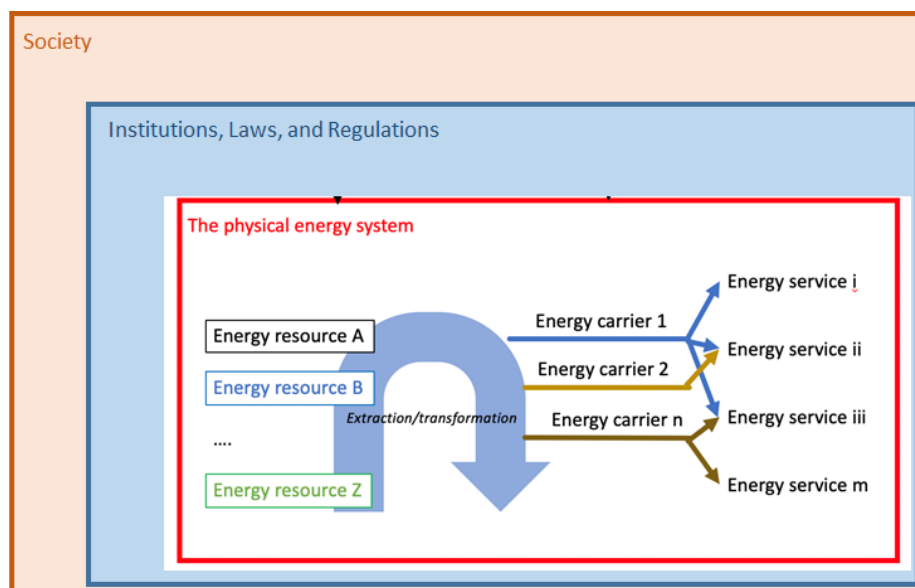 Society
Institutions, Laws, and Regulations
The physical energy system
Energy resource A
Energy resource B
....
Energy resource Z
Extraction/transformation
Energy carrier 1
Energy carrier 2
Energy carrier n
Energy service i
Energy service ii
Energy service iii
Energy service m